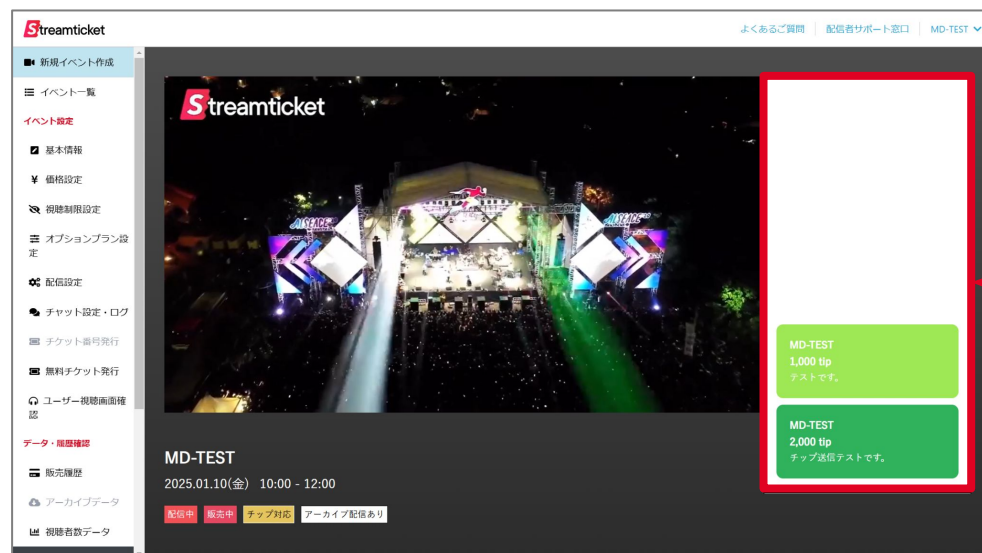 Streamticket
よくあるご質問
配信者サポート窓口
MD-TEST
新規イベント作成
イベント一覧
イベント設定
基本情報
¥ 価格設定
視聴制限設定
オプションプラン設
定
配信設定
チャット設定・ログ
チケット番号発行
無料チケット発行
ユーザー視聴画面確
認
データ・履歴確認
販売履歴
アーカイブデータ
視聴者数データ
Streamticket
MD-TEST
2025.01.10(金) 10:00 - 12:00
配信中
販売中
チップ対応
アーカイブ配信あり
MD-TEST
1,000 tip
テストです。
MD-TEST
2,000 tip
チップ送信テストです。